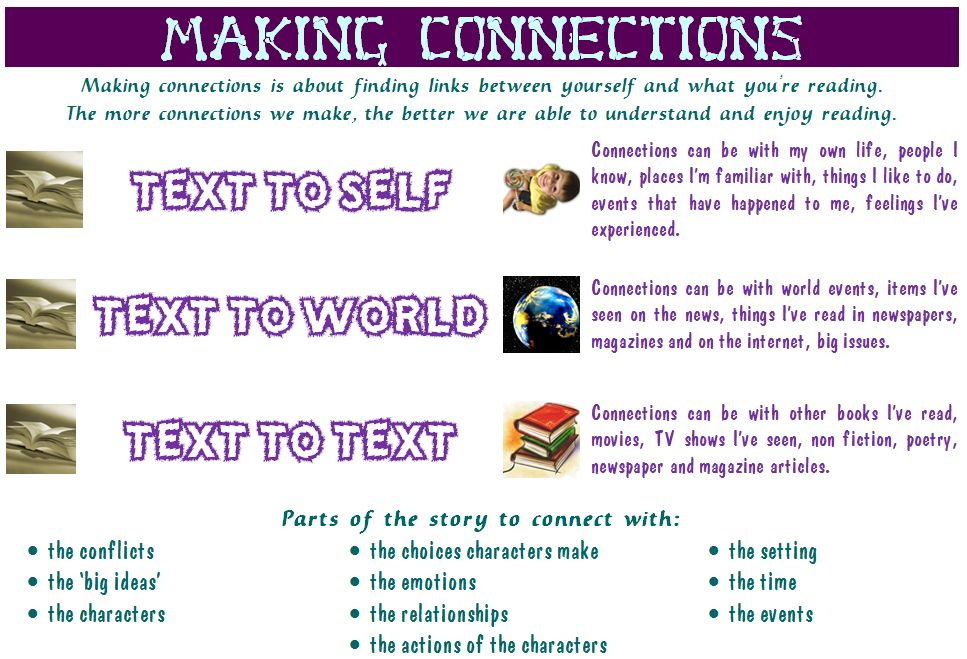 MAKING CONNECTIONS
Making connections is about finding links between yourself and what you're reading.
The more connections we make, the better we are able to understand and enjoy reading.
TEXT TO SELF
Connections can be with my own life, people I
know, places I'm familiar with, things I like to do,
events that have happened to me, feelings I've
experienced.
TEXT TO WORLD
Connections can be with world events, items I've
seen on the news, things I've read in newspapers,
magazines and on the internet, big issues.
TEXT TO TEXT
Connections can be with other books I've read,
movies, TV shows I've seen, non fiction, poetry,
newspaper and magazine articles.
Parts of the story to connect with:
• the conflicts
• the 'big ideas'
• the characters
• the choices characters make
• the emotions
• the relationships
• the actions of the characters
• the setting
• the time
• the events